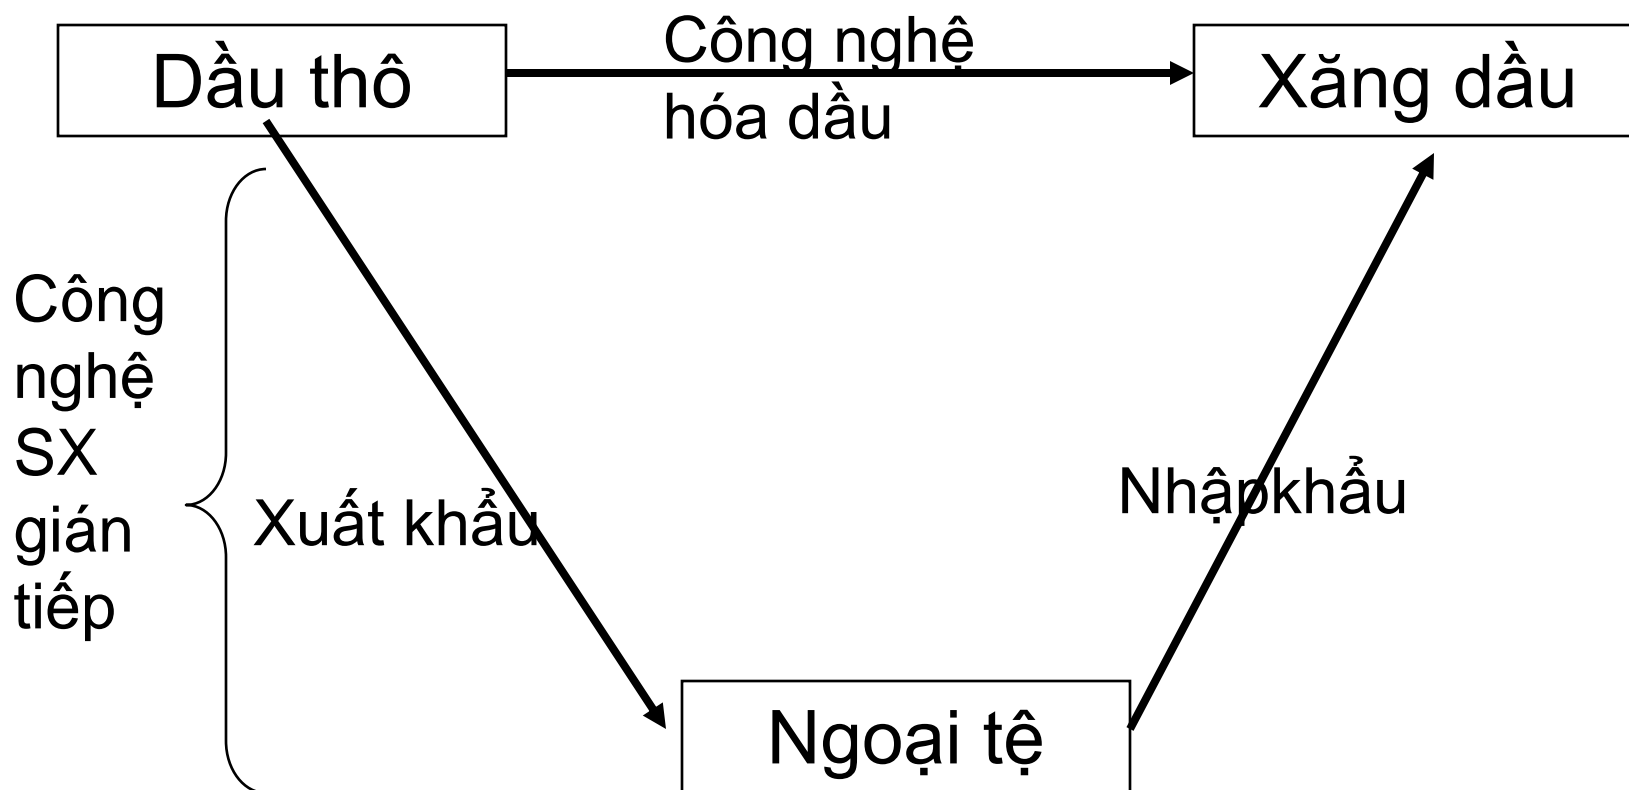 Dầu thô
Công nghệ
hóa dầu
Xăng dầu
Công
nghệ
SX
gián
tiếp
Xuất khẩu
Nhậpkhẩu
Ngoại tệ